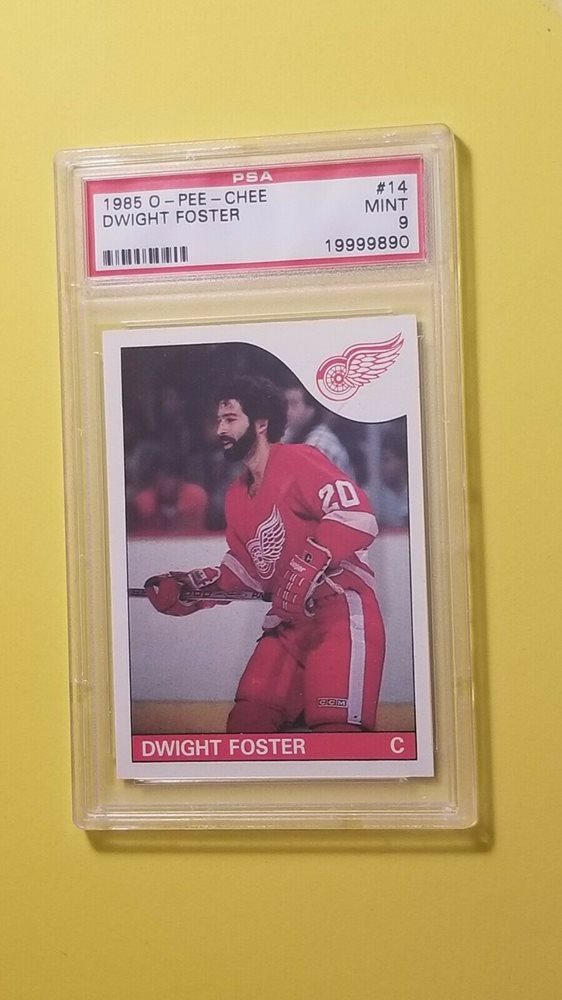 PSA
1985 O-PEE-CHEE #14
DWIGHT FOSTER MINT
9
19999890
20
CCM
DWIGHT FOSTER C